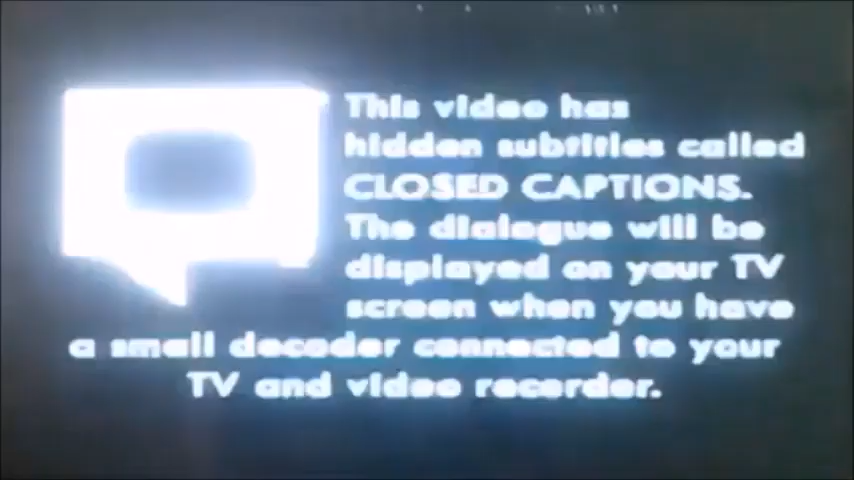 This video has
hidden subtitles called
CLOSED CAPTIONS.
The dialogue will be
displayed on your TV
screen when you have
a small decoder connected to your
TV and video recorder.